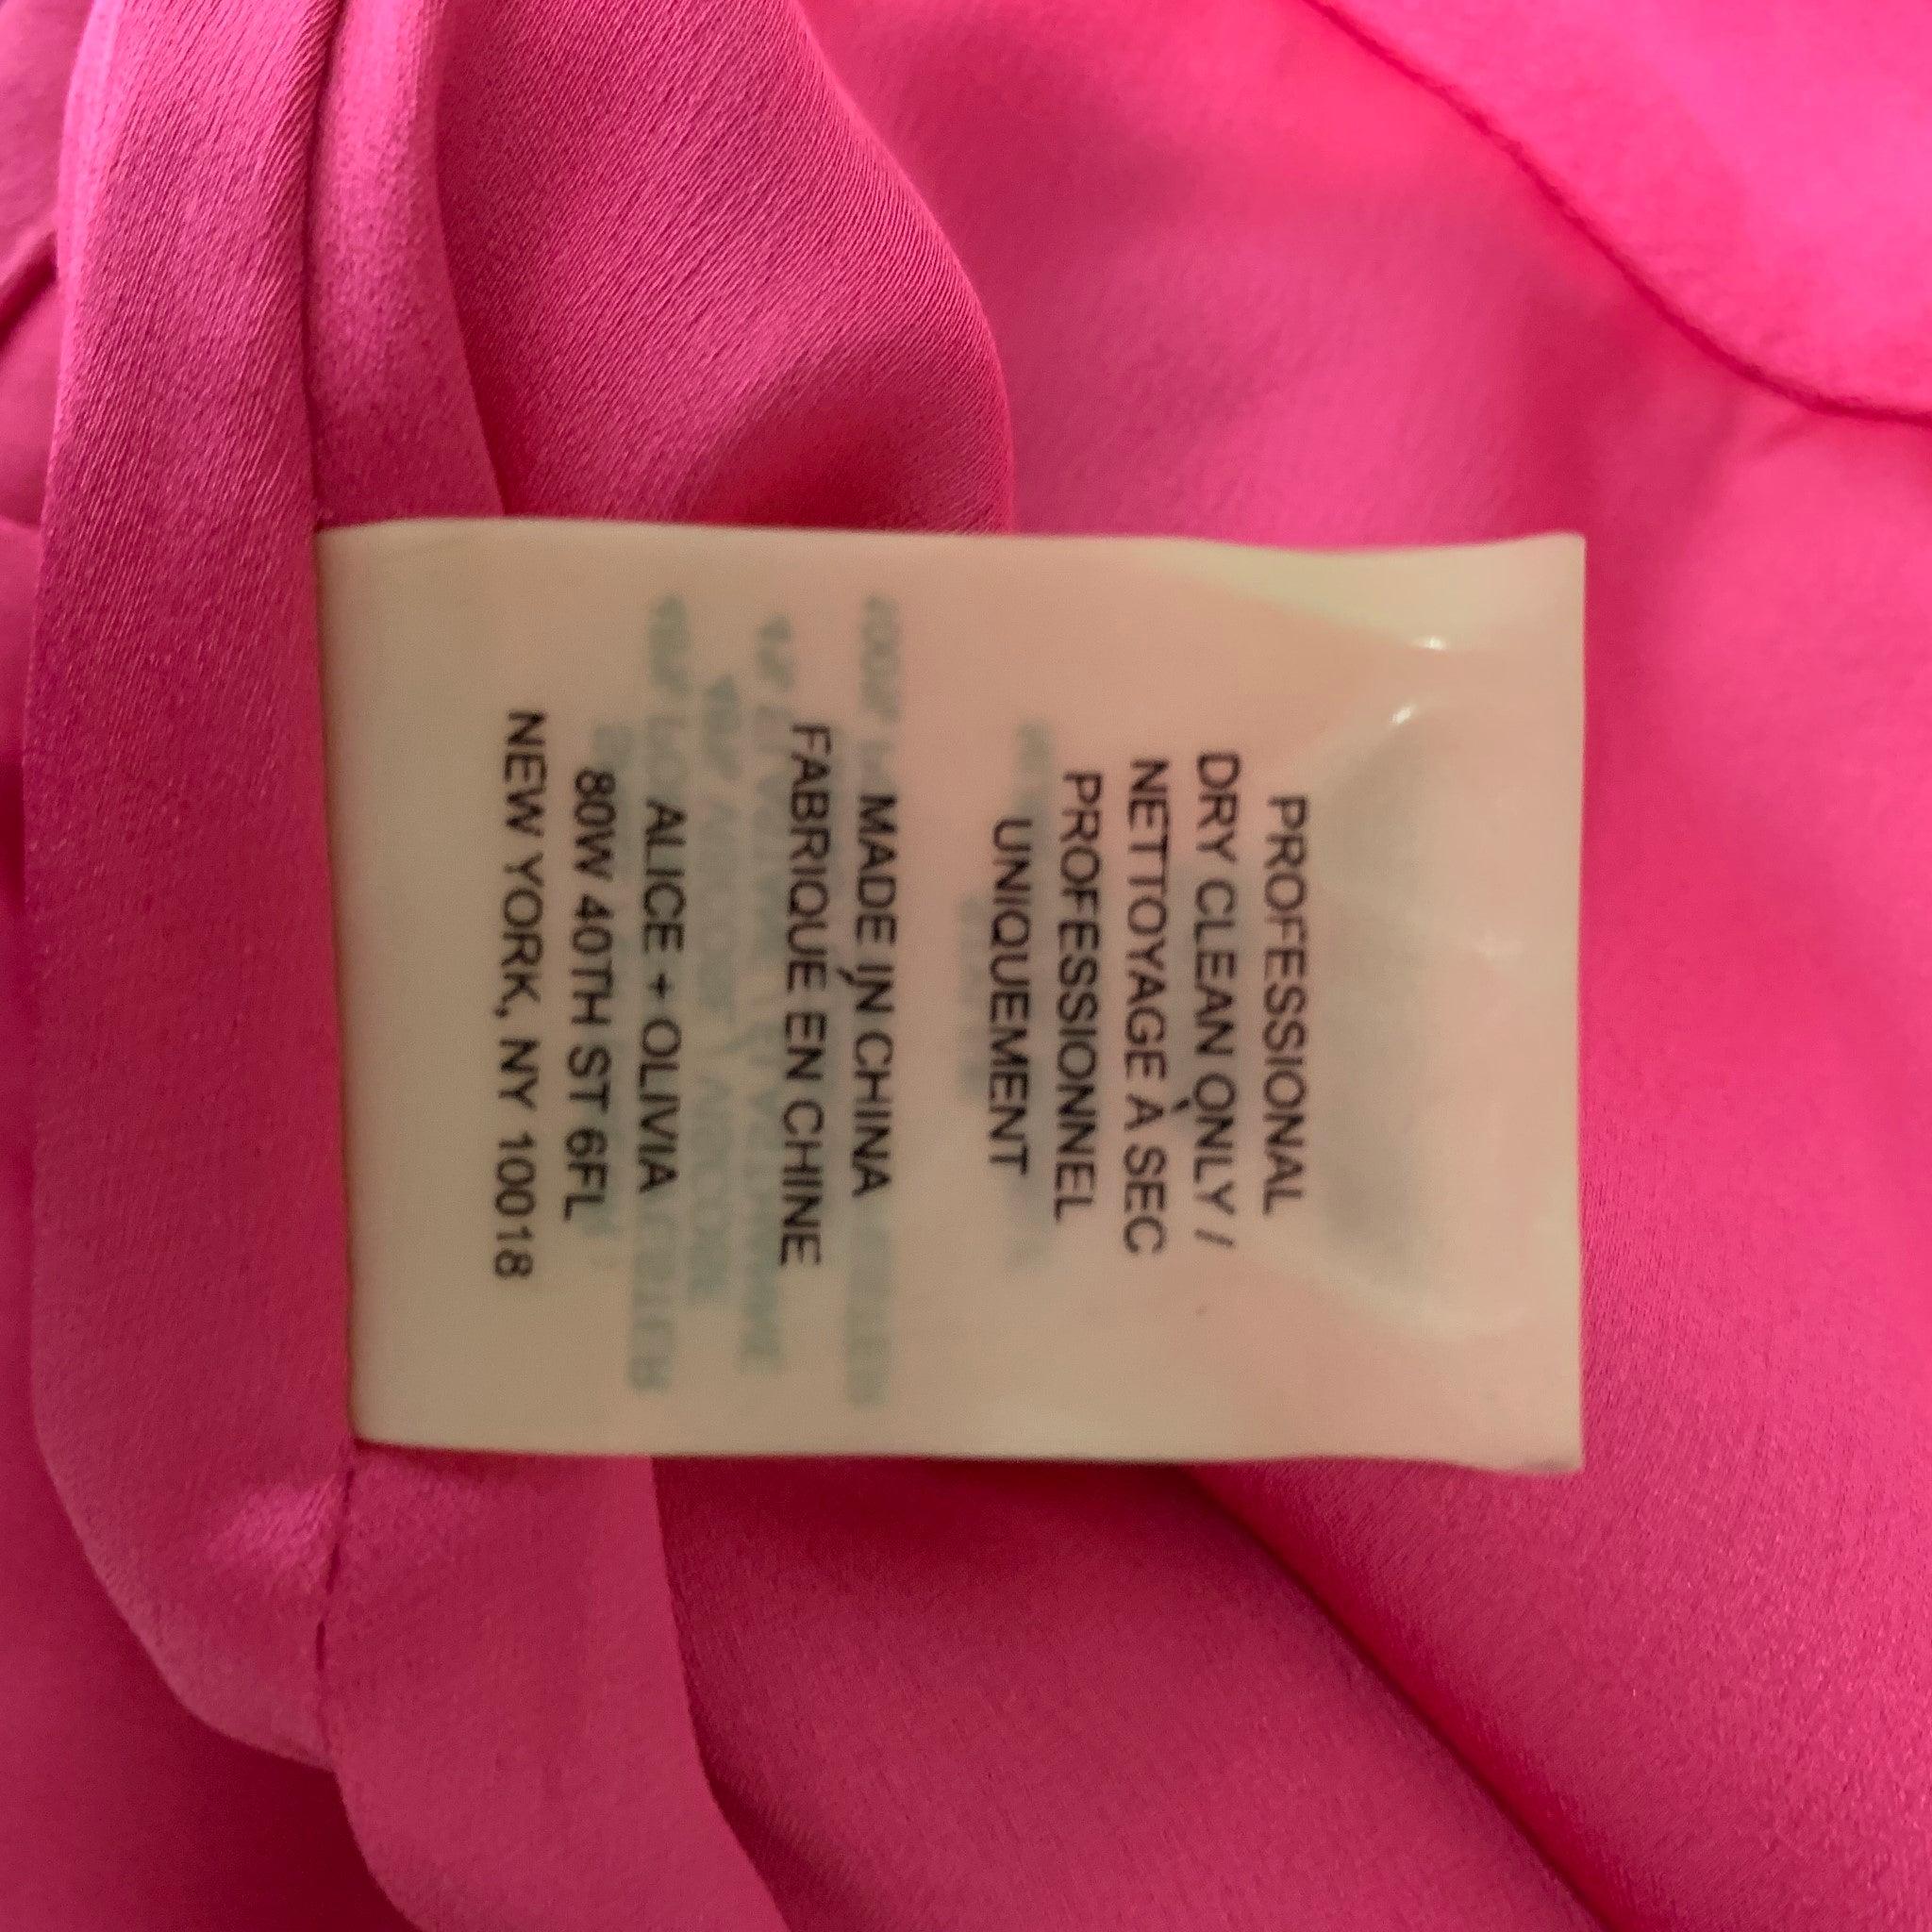 PROFESSIONAL
DRY CLEAN ONLY /
NETTOYAGE À SEC
PROFESSIONNEL
UNIQUEMENT
MADE IN CHINA
FABRIQUÉ EN CHINE
ALICE + OLIVIA
80W 40TH ST 6FL
NEW YORK, NY 10018